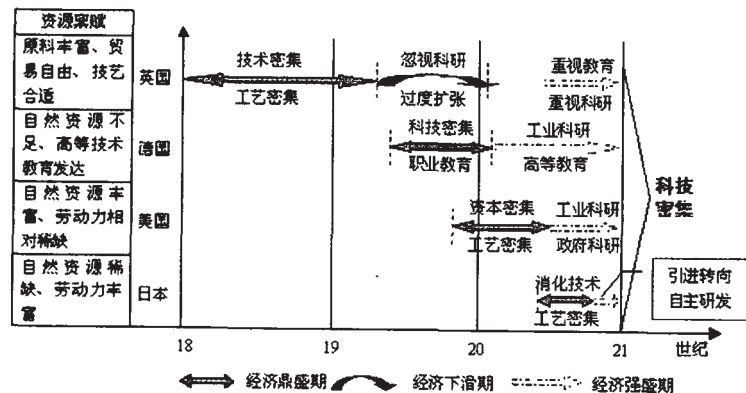 资源禀赋
原料丰富、贸
易自由、技艺
合适
英国
技术密集
工艺密集
忽视科研
过度扩张
重视教育
重视科研
自然资源不
足、高等技术
教育发达
德国
科技密集
职业教育
工业科研
高等教育
自然资源丰
富、劳动力相
对稀缺
美国
资本密集
工艺密集
工业科研
政府科研
自然资源稀
缺、劳动力丰
富
日本
消化技术
工艺密集
科技
密集
引进转向
自主研发
18 19 20 21 世纪
经济鼎盛期 经济下滑期 经济强盛期